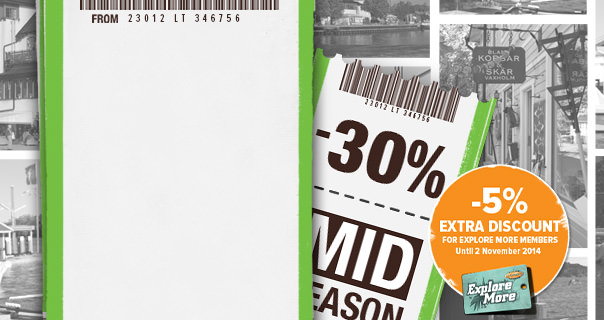 FROM 23012 LT 346756
23012 LT 346756
-30%
MID
EASON
KOPSAR
&
SKÄR
VAXHOLM
-5%
EXTRA DISCOUNT
FOR EXPLORE MORE MEMBERS
Until 2 November 2014
Explore
More